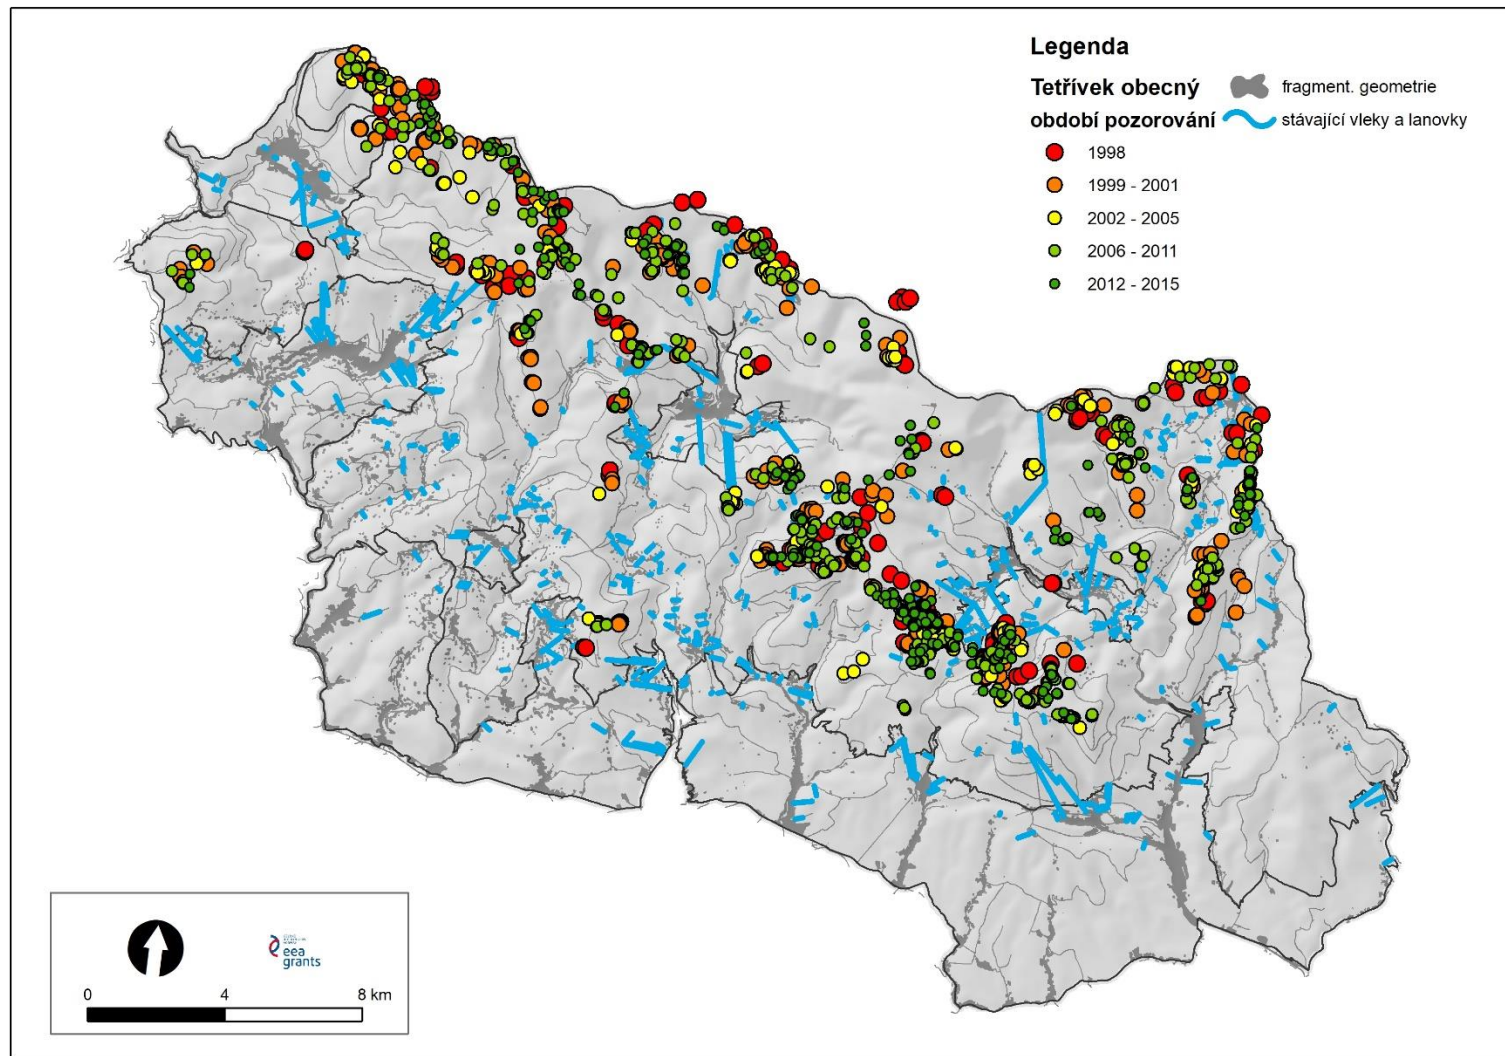 Legenda
Tetřívek obecný
období pozorování
1998
1999 - 2001
2002 - 2005
2006 - 2011
2012 - 2015
fragment. geometrie
stávající vleky a lanovky
eea
grants
0 4 8 km